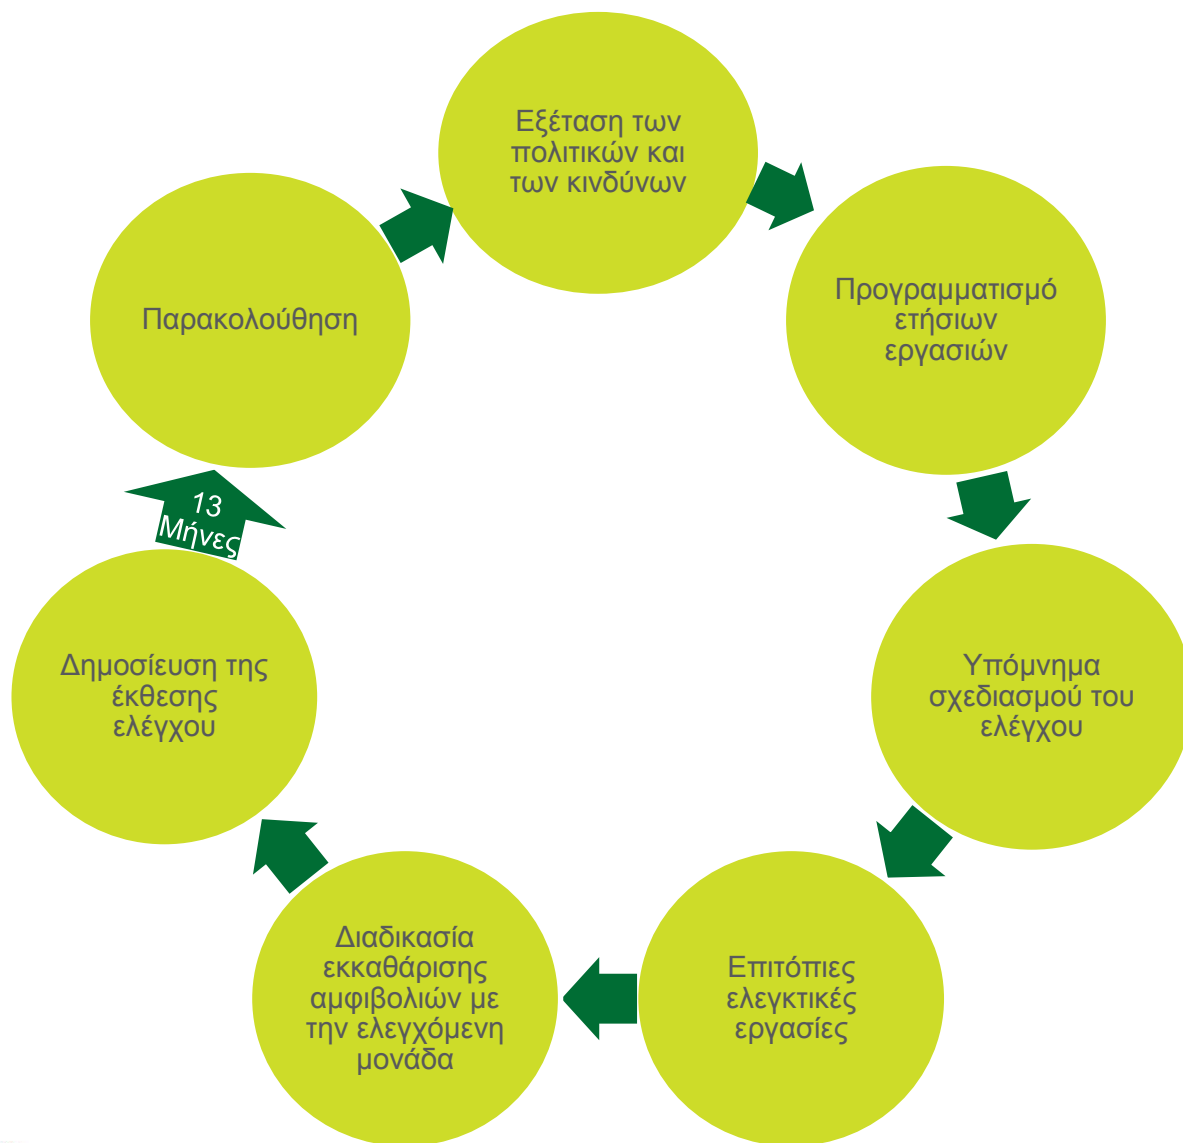 Εξέταση των
πολιτικών και
των κινδύνων
Προγραμματισμό
ετήσιων
εργασιών
Υπόμνημα
σχεδιασμού του
ελέγχου
Επιτόπιες
ελεγκτικές
εργασίες
Διαδικασία
εκκαθάρισης
αμφιβολιών με
την ελεγχόμενη
μονάδα
Δημοσίευση της
έκθεσης
ελέγχου
13
Μήνες
Παρακολούθηση